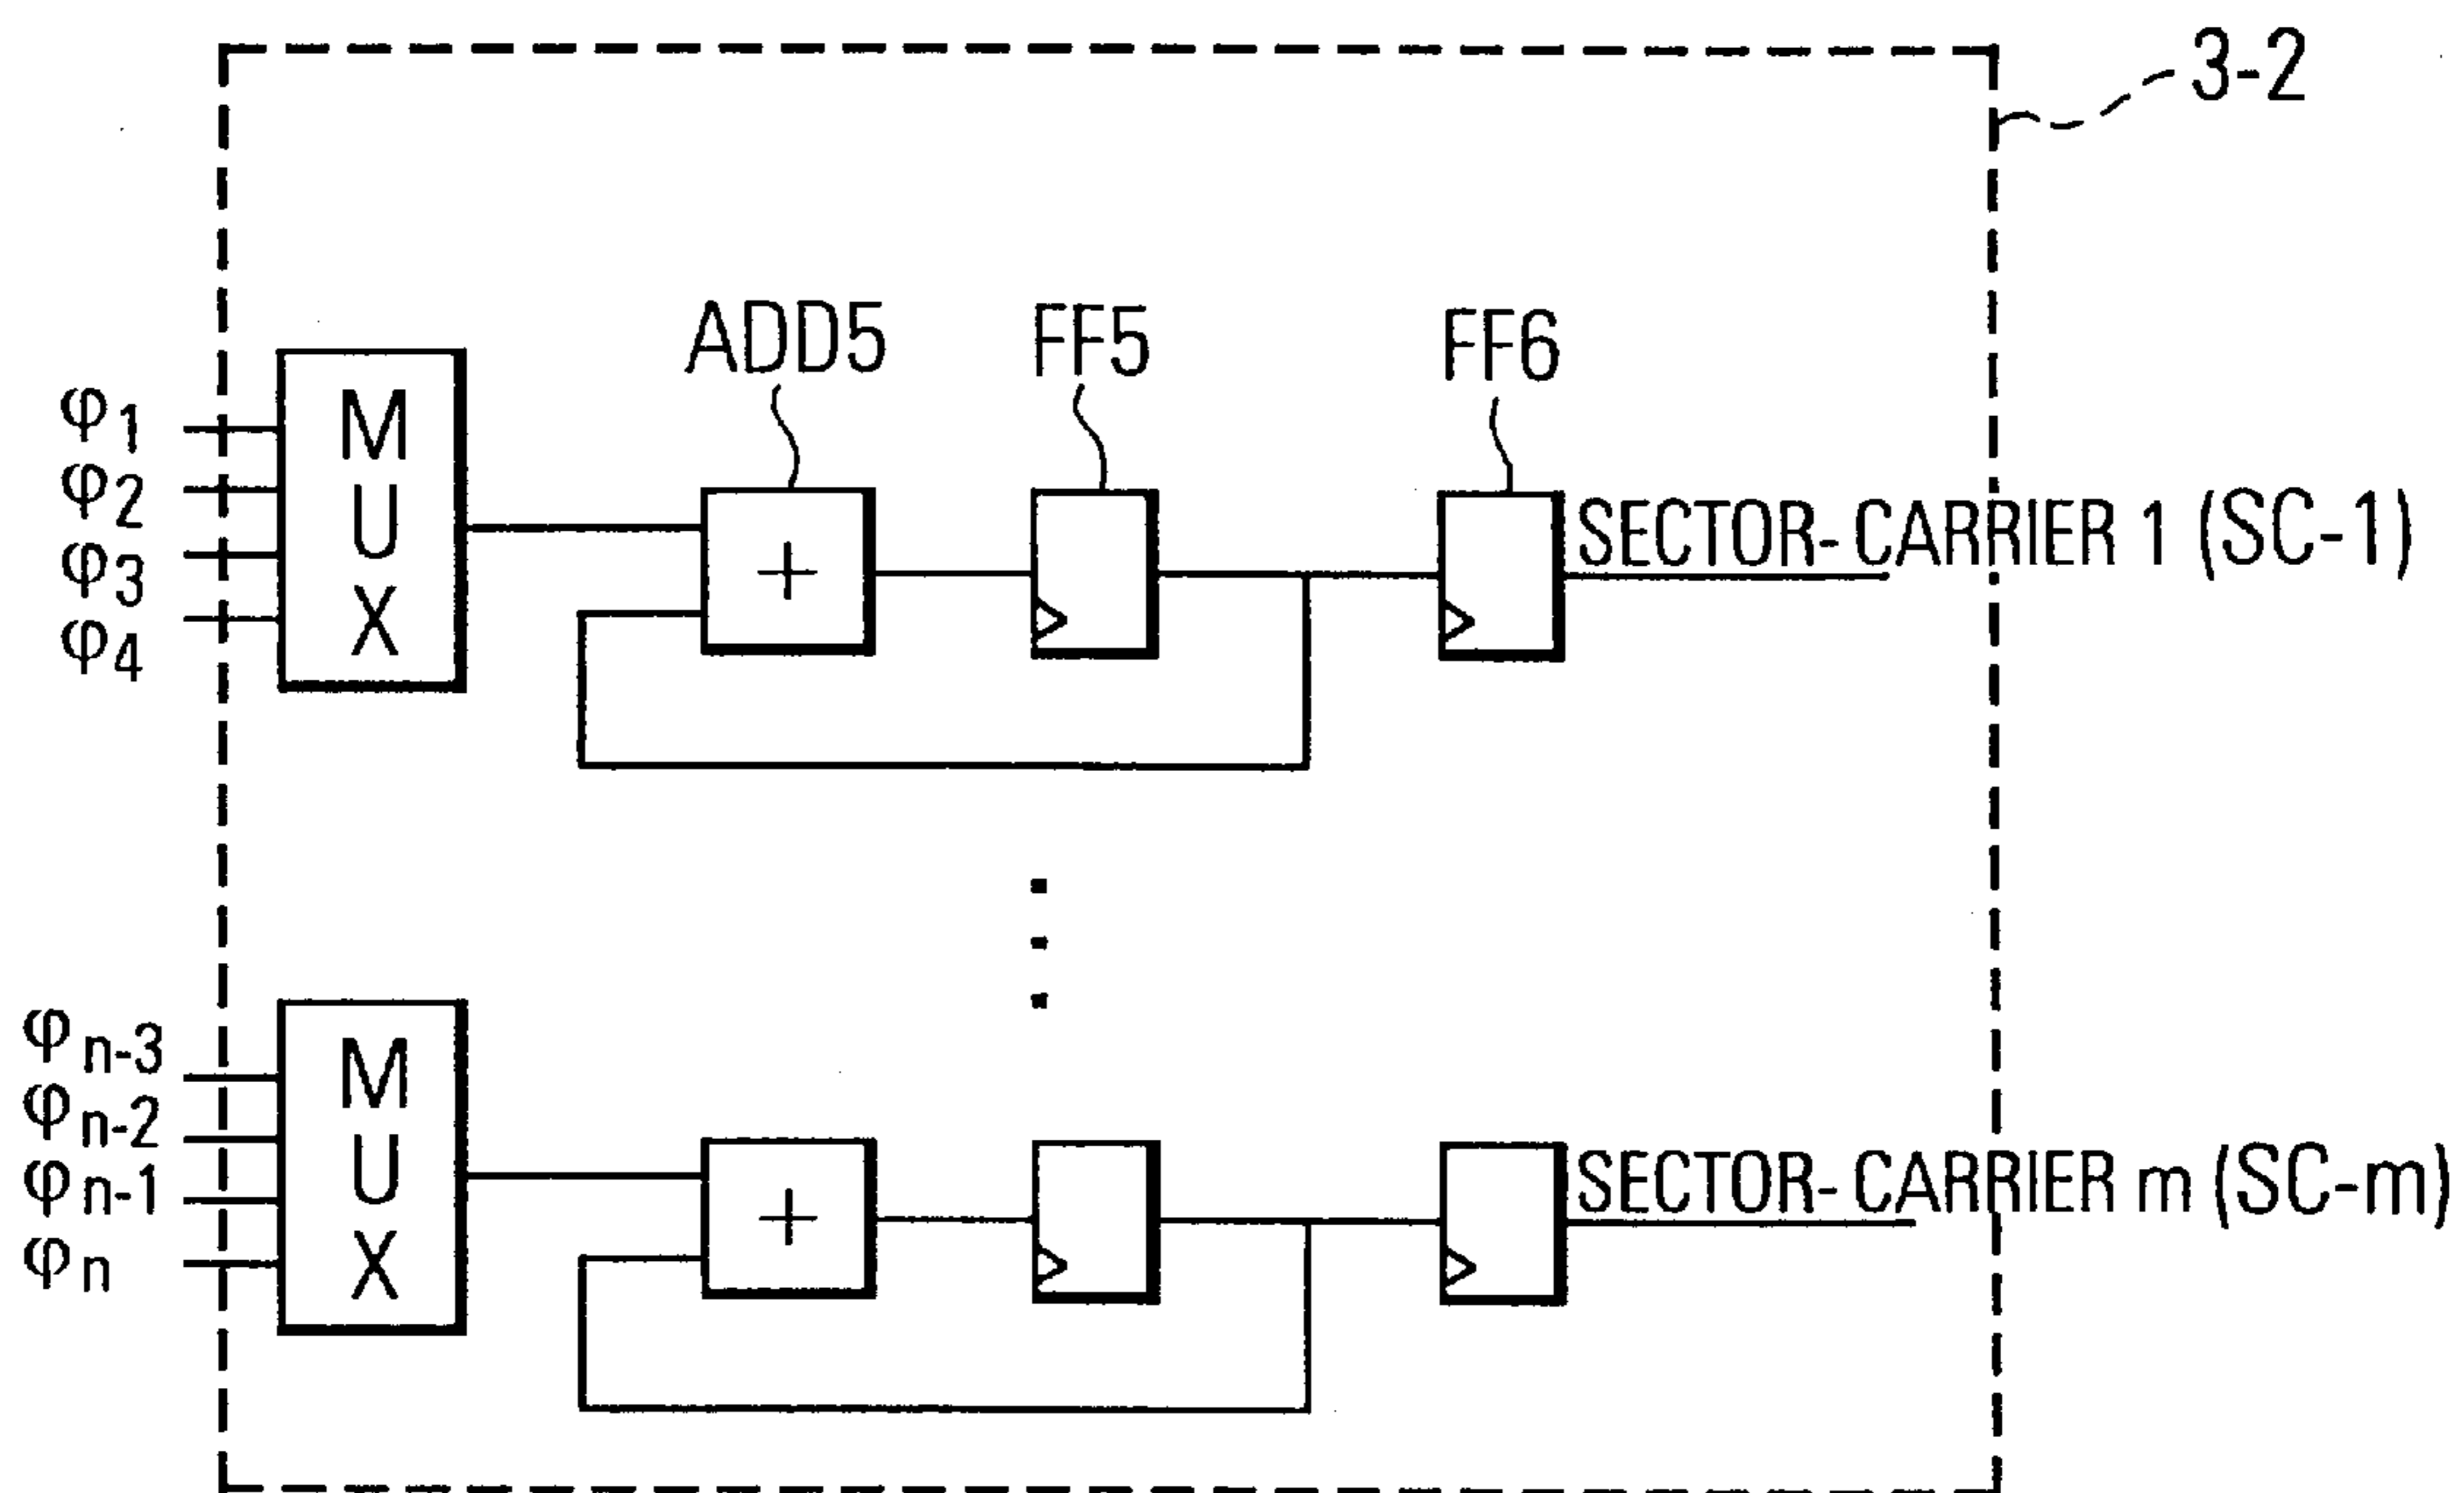 3-2
ADD5
FF5
FF6
φ1
φ2
φ3
φ4
M
U
X
+
SECTOR-CARRIER 1 (SC-1)
φn-3
φn-2
φn-1
φn
M
U
X
+
SECTOR-CARRIER m (SC-m)